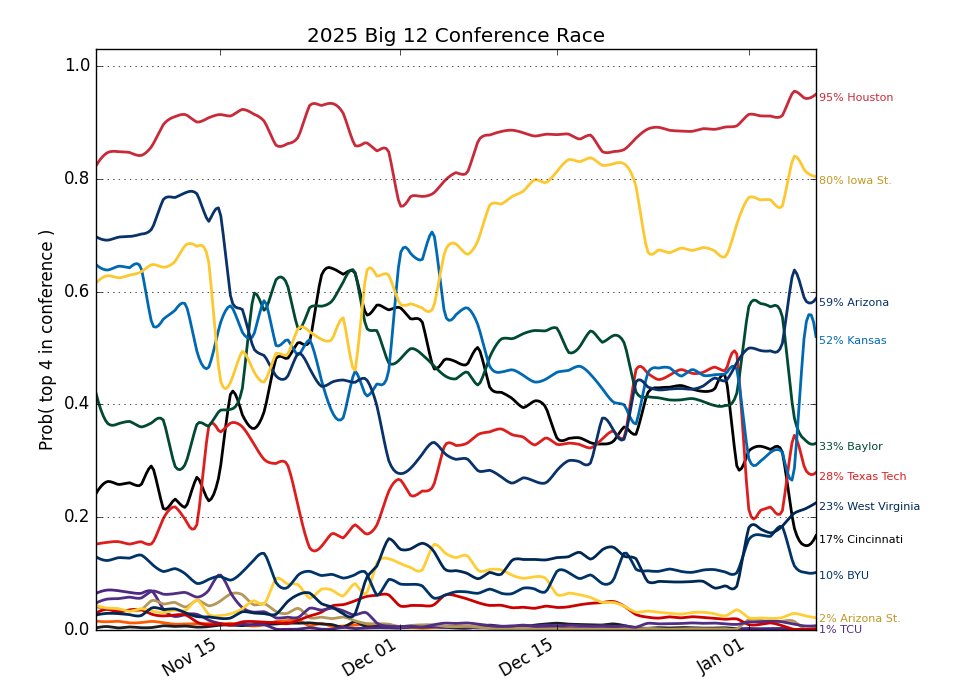 2025 Big 12 Conference Race
Prob( top 4 in conference )
1.0
0.8
0.6
0.4
0.2
0.0
Nov 15
Dec 01
Dec 15
Jan 01
95% Houston
80% Iowa St.
59% Arizona
52% Kansas
33% Baylor
28% Texas Tech
23% West Virginia
17% Cincinnati
10% BYU
2% Arizona St.
1% TCU